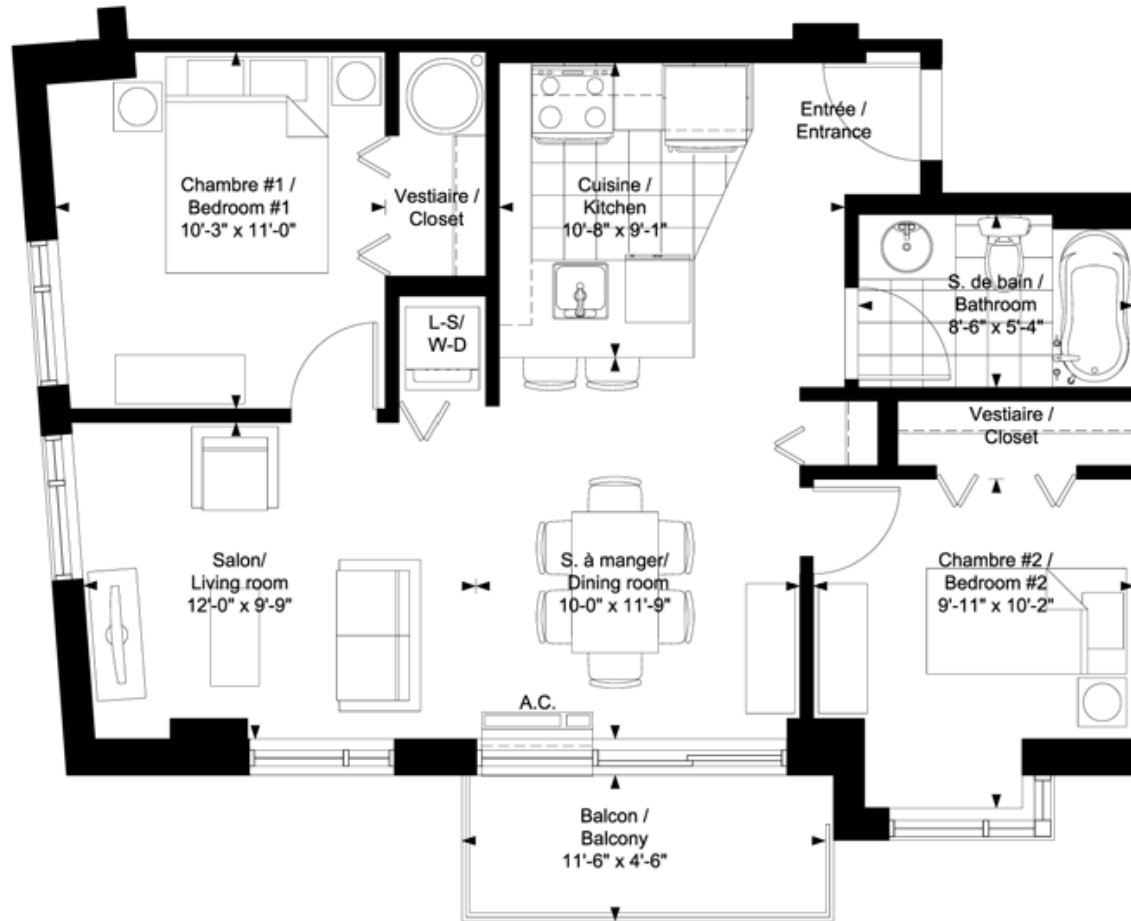 Entrée /
Entrance
Chambre #1 /
Bedroom #1
10'-3" x 11'-0"
Vestiaire /
Closet
Cuisine /
Kitchen
10'-8" x 9'-1"
S. de bain /
Bathroom
8'-6" x 5'-4"
L-S/
W-D
Vestiaire /
Closet
Salon/
Living room
12'-0" x 9'-9"
S. à manger/
Dining room
10-0" x 11'-9"
Chambre #2 /
Bedroom #2
9'-11" x 10'-2"
A.C.
Balcon /
Balcony
11'-6" x 4'-6"